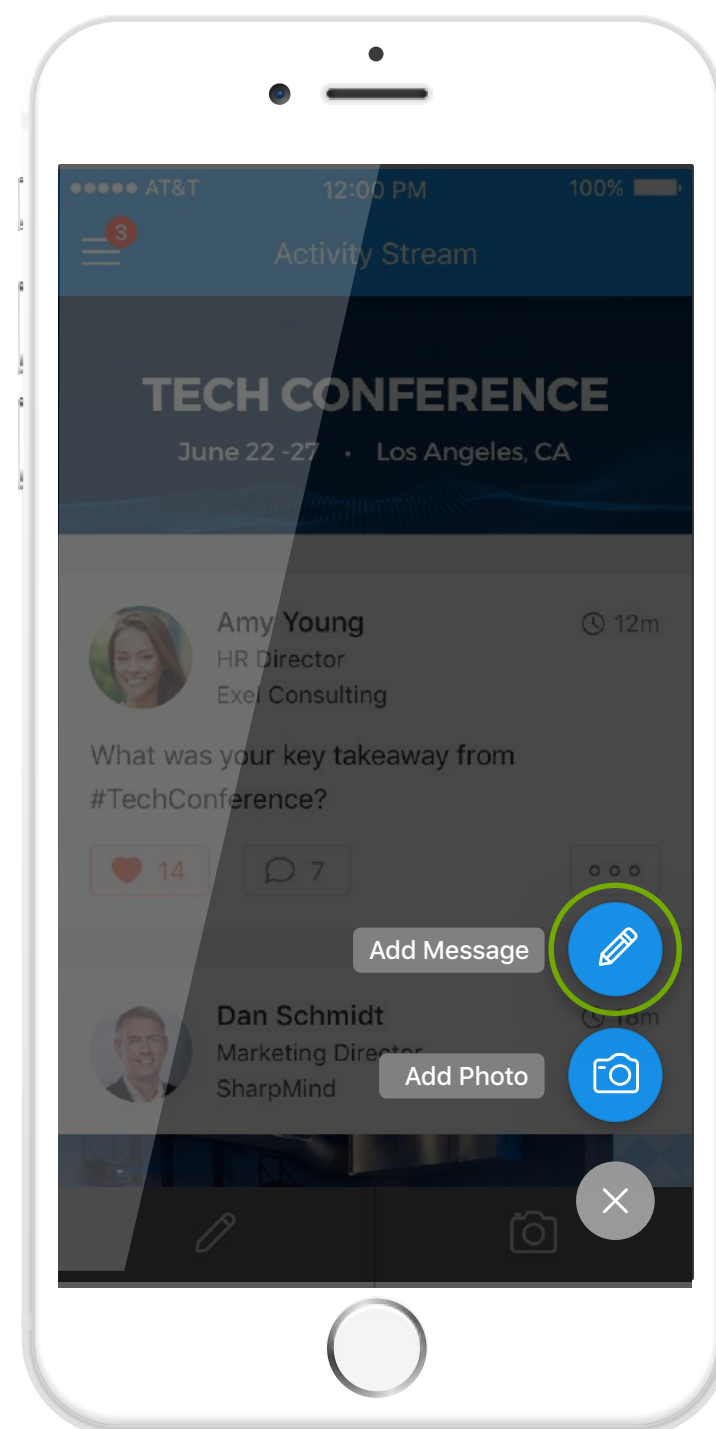 AT&T 12:00 PM 100%
3
Activity Stream
TECH CONFERENCE
June 22 -27 · Los Angeles, CA
Amy Young 12m
HR Director
Exel Consulting
What was your key takeaway from
#TechConference?
14 7
Add Message
Dan Schmidt 18m
Marketing Director
SharpMind
Add Photo